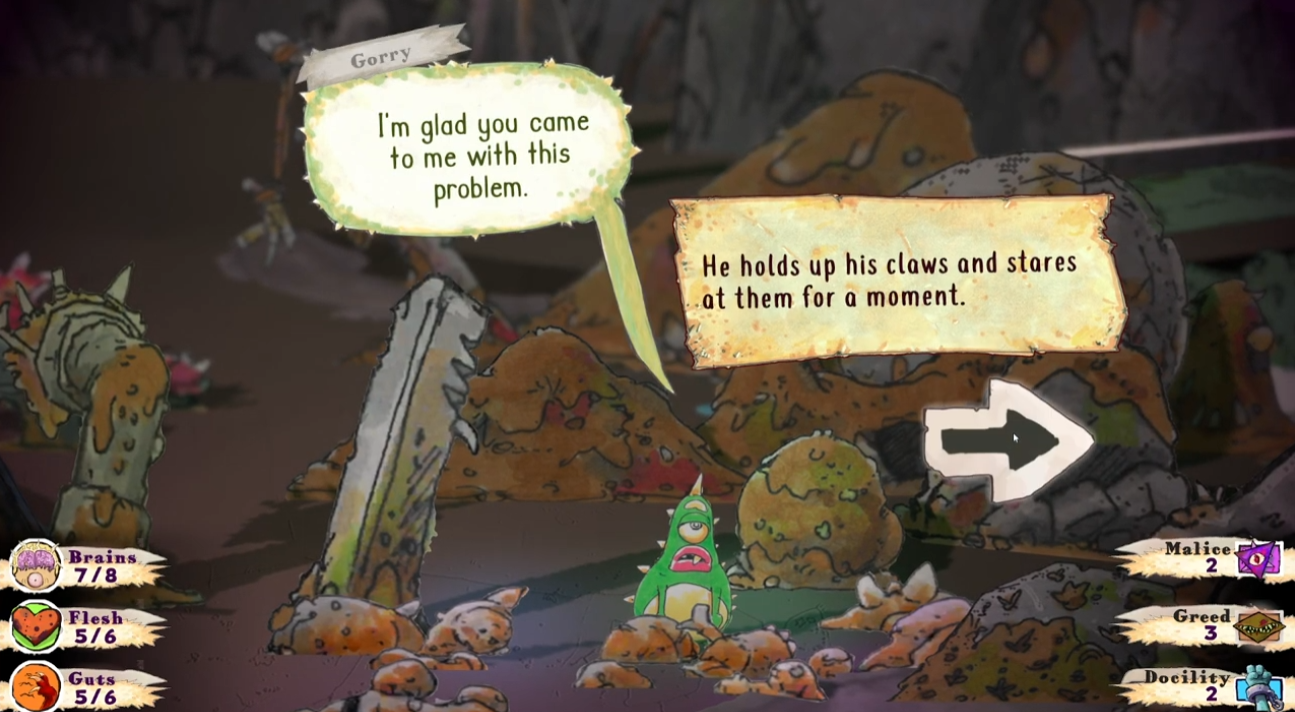 Gorry
I'm glad you came
to me with this
problem.
He holds up his claws and stares
at them for a moment.
Brains
7/8
Flesh
5/6
Guts
5/6
Malice
2
Greed
3
Docility
2